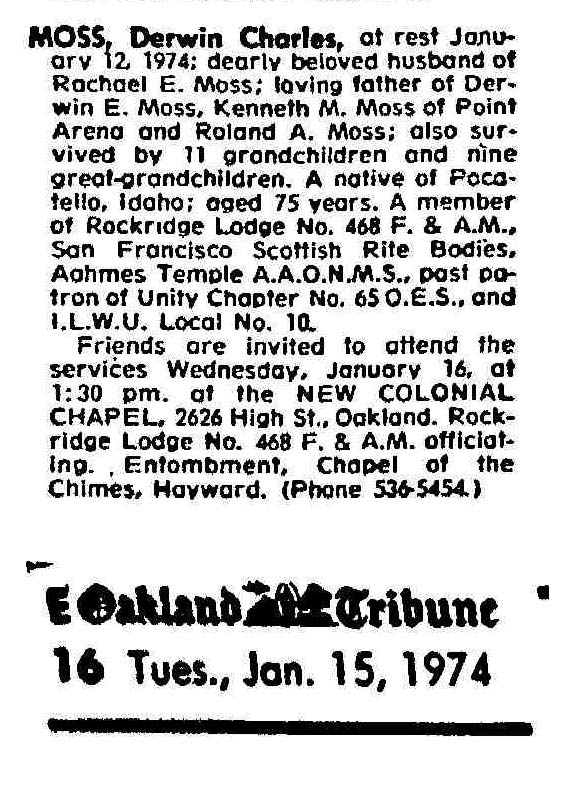 MOSS, Derwin Charles, at rest Janu-
ary 12, 1974; dearly beloved husband of
Rachael E. Moss; loving father of Der-
win E. Moss, Kenneth M. Moss of Point
Arena and Roland A. Moss; also sur-
vived by 11 grandchildren and nine
great-grandchildren. A native of Poca-
tello, Idaho; aged 75 years. A member
of Rockridge Lodge No. 468 F. & A.M.,
San Francisco Scottish Rite Bodies,
Aahmes Temple A.A.O.N.M.S., past pa-
tron of Unity Chapter No. 65 O.E.S., and
I.L.W.U. Local No. 10.
Friends are invited to attend the
services Wednesday, January 16, at
1:30 pm. at the NEW COLONIAL
CHAPEL, 2626 High St., Oakland. Rock-
ridge Lodge No. 468 F. & A.M. officiat-
ing. Entombment, Chapel of the
Chimes, Hayward. (Phone 536-5454.)
E Oakland Tribune
16 Tues., Jan. 15, 1974